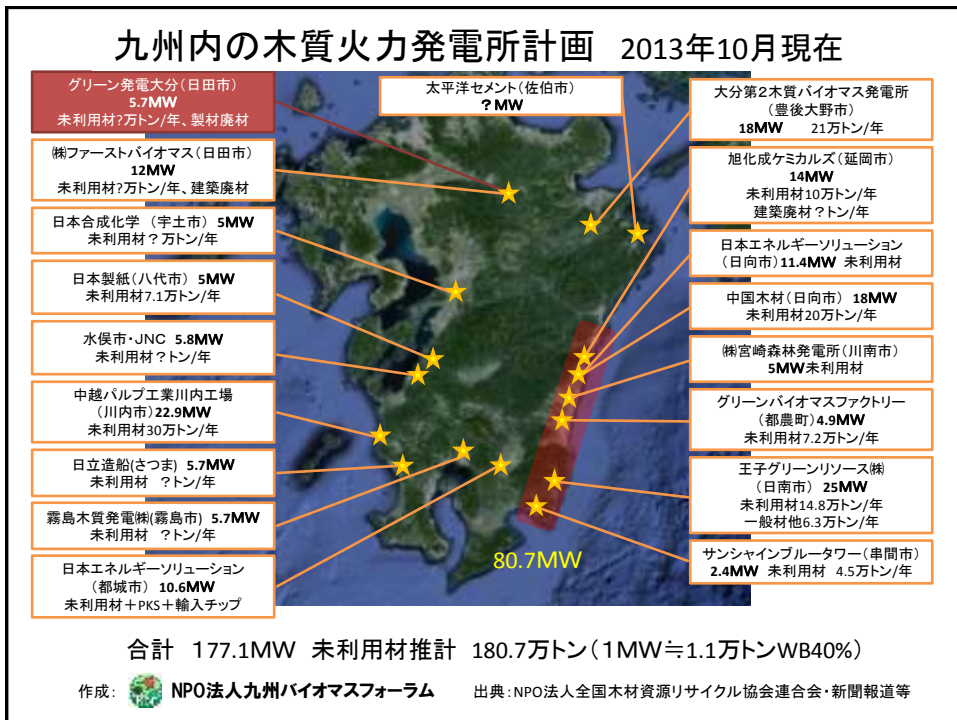 九州内の木質火力発電所計画 2013年10月現在
グリーン発電大分(日田市)
5.7MW
未利用材?万トン/年、製材廃材
㈱ファーストバイオマス(日田市)
12MW
未利用材?万トン/年、建築廃材
日本合成化学 (宇土市) 5MW
未利用材?万トン/年
日本製紙(八代市) 5MW
未利用材7.1万トン/年
水俣市・JNC 5.8MW
未利用材?トン/年
中越パルプ工業川内工場
(川内市)22.9MW
未利用材30万トン/年
日立造船(さつま) 5.7MW
未利用材 ?トン/年
霧島木質発電㈱(霧島市) 5.7MW
未利用材 ?トン/年
日本エネルギーソリューション
(都城市) 10.6MW
未利用材+PKS+輸入チップ
太平洋セメント(佐伯市)
?MW
大分第2木質バイオマス発電所
(豊後大野市)
18MW 21万トン/年
旭化成ケミカルズ(延岡市)
14MW
未利用材10万トン/年
建築廃材?トン/年
日本エネルギーソリューション
(日向市)11.4MW 未利用材
中国木材(日向市) 18MW
未利用材20万トン/年
㈱宮崎森林発電所(川南市)
5MW未利用材
グリーンバイオマスファクトリー
(都農町)4.9MW
未利用材7.2万トン/年
王子グリーンリソース㈱
(日南市)25MW
未利用材14.8万トン/年
一般材他6.3万トン/年
サンシャインブルータワー(串間市)
2.4MW 未利用材 4.5万トン/年
80.7MW
合計 177.1MW 未利用材推計 180.7万トン(1MW≒1.1万トンWB40%)
作成: NPO法人九州バイオマスフォーラム 出典:NPO法人全国木材資源リサイクル協会連合会・新聞報道等